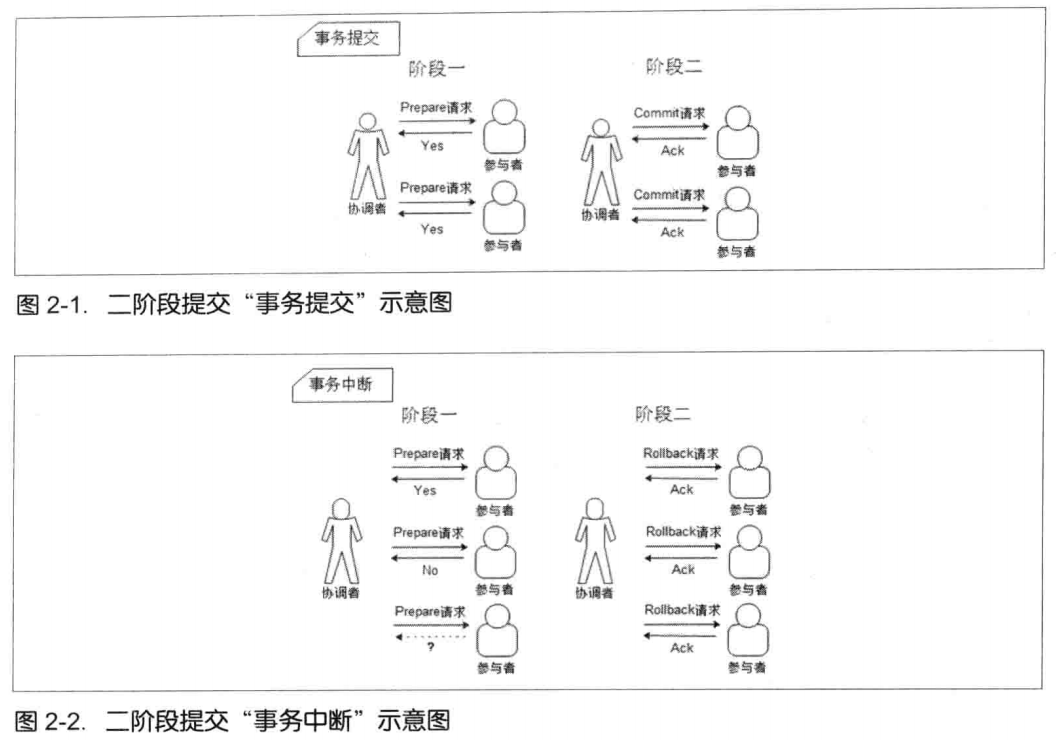 事务提交
阶段一
阶段二
Prepare请求
Yes
参与者
Prepare请求
Yes
参与者
协调者
Commit请求
Ack
参与者
Commit请求
Ack
参与者
协调者
图 2-1. 二阶段提交“事务提交”示意图
事务中断
阶段一
阶段二
Prepare请求
Yes
参与者
Prepare请求
No
参与者
Prepare请求
?
参与者
协调者
Rollback请求
Ack
参与者
Rollback请求
Ack
参与者
Rollback请求
Ack
参与者
协调者
图 2-2. 二阶段提交“事务中断”示意图